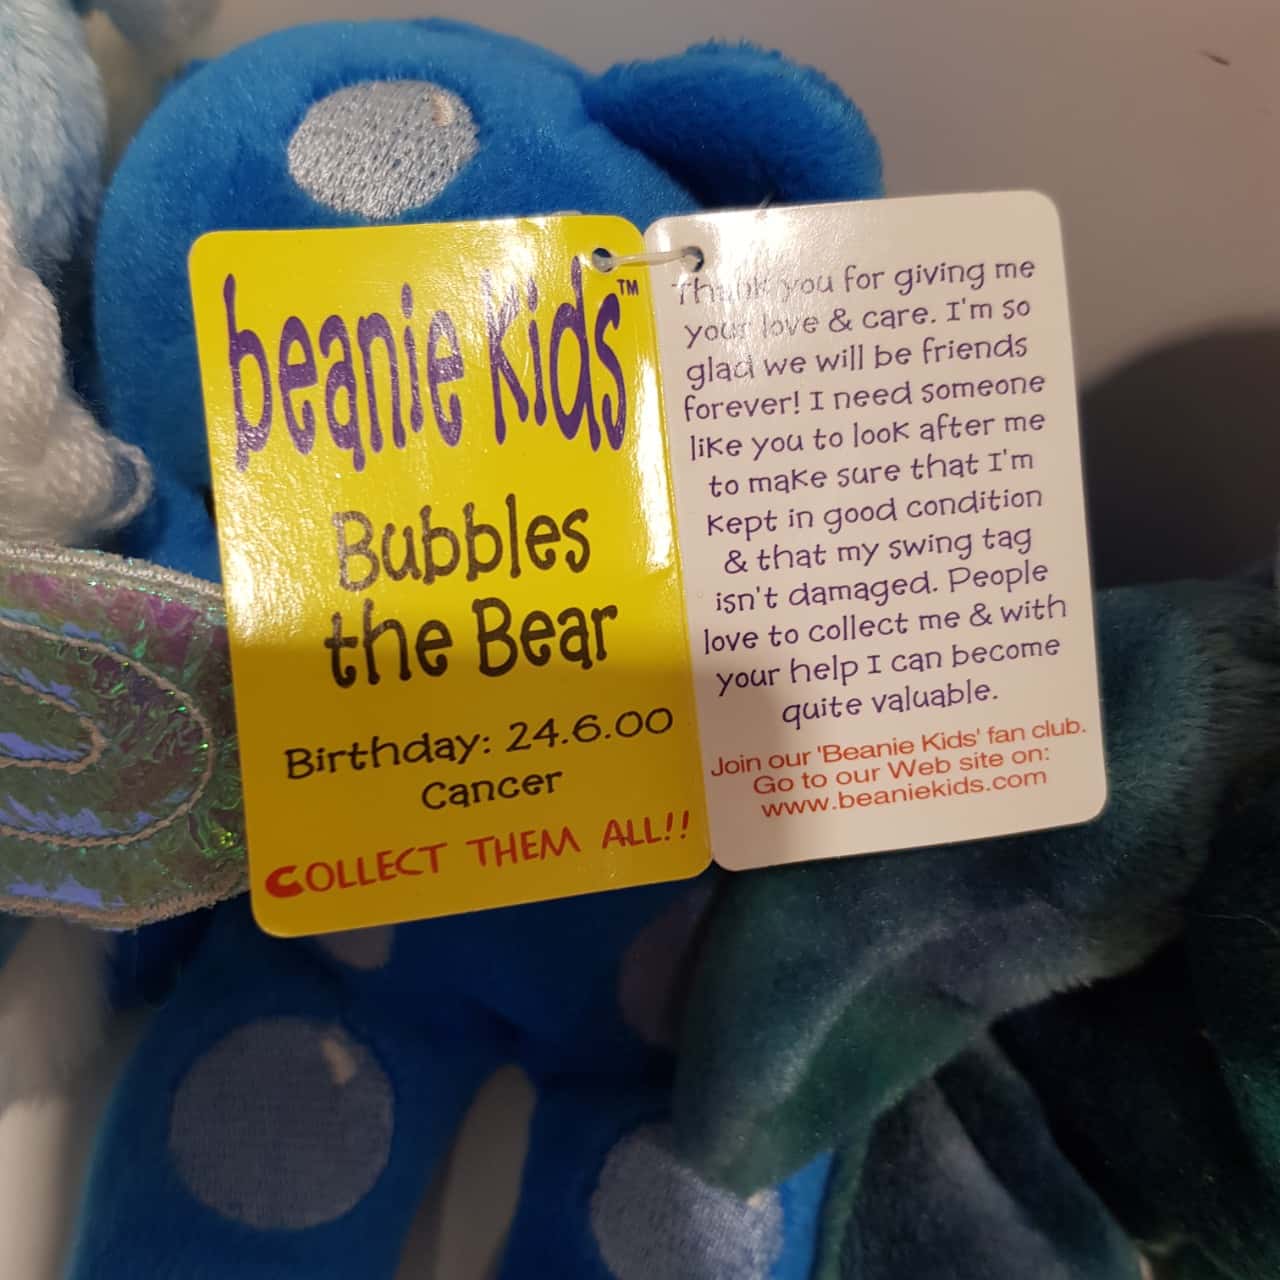 beanie kids™
Bubbles
the Bear
Birthday: 24.6.00
Cancer
COLLECT THEM ALL!!
Thank you for giving me
your love & care. I'm so
glad we will be friends
forever! I need someone
like you to look after me
to make sure that I'm
kept in good condition
& that my swing tag
isn't damaged. People
love to collect me & with
your help I can become
quite valuable.
Join our 'Beanie Kids' fan club.
Go to our Web site on:
www.beaniekids.com